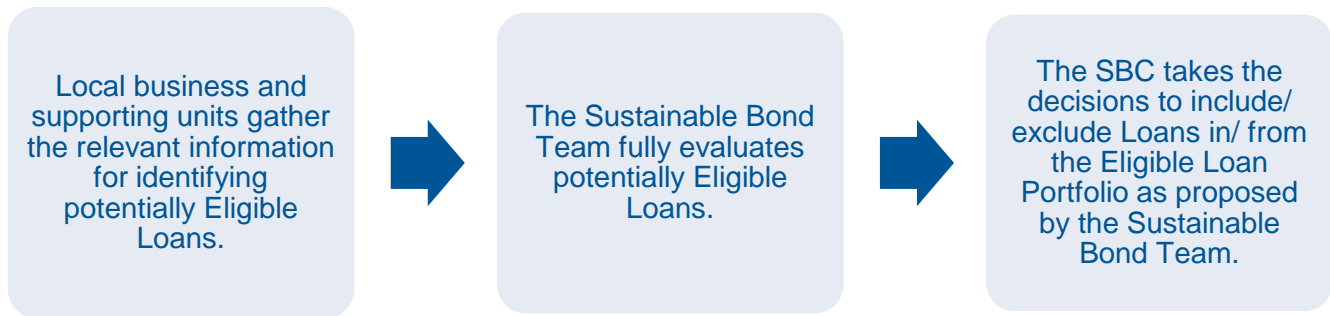 Local business and
supporting units gather
the relevant information
for identifying
potentially Eligible
Loans.
The Sustainable Bond
Team fully evaluates
potentially Eligible
Loans.
The SBC takes the
decisions to include/
exclude Loans in/ from
the Eligible Loan
Portfolio as proposed
by the Sustainable
Bond Team.